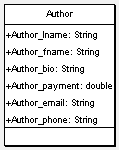 Author
+Author_lname: String
+Author_fname: String
+Author_bio: String
+Author_payment: double
+Author_email: String
+Author_phone: String